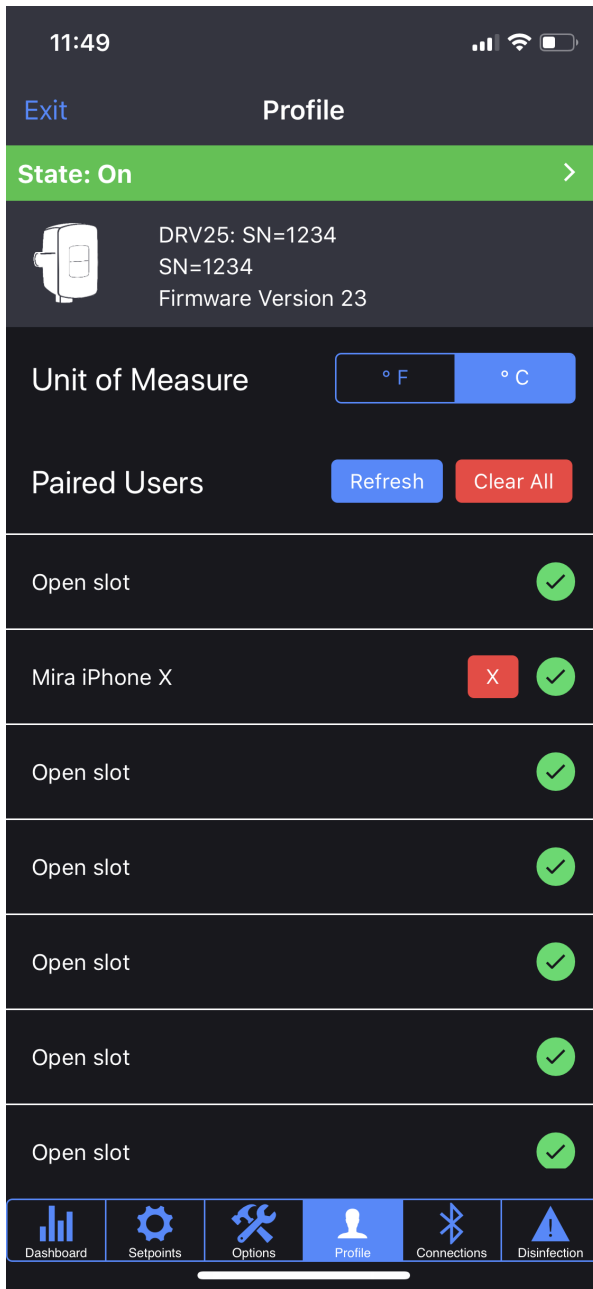 11:49
Exit
Profile
State: On
DRV25: SN=1234
SN=1234
Firmware Version 23
Unit of Measure
° F
° C
Paired Users
Refresh
Clear All
Open slot
Mira iPhone X
X
Open slot
Open slot
Open slot
Open slot
Open slot
Dashboard
Setpoints
Options
Profile
Connections
Disinfection